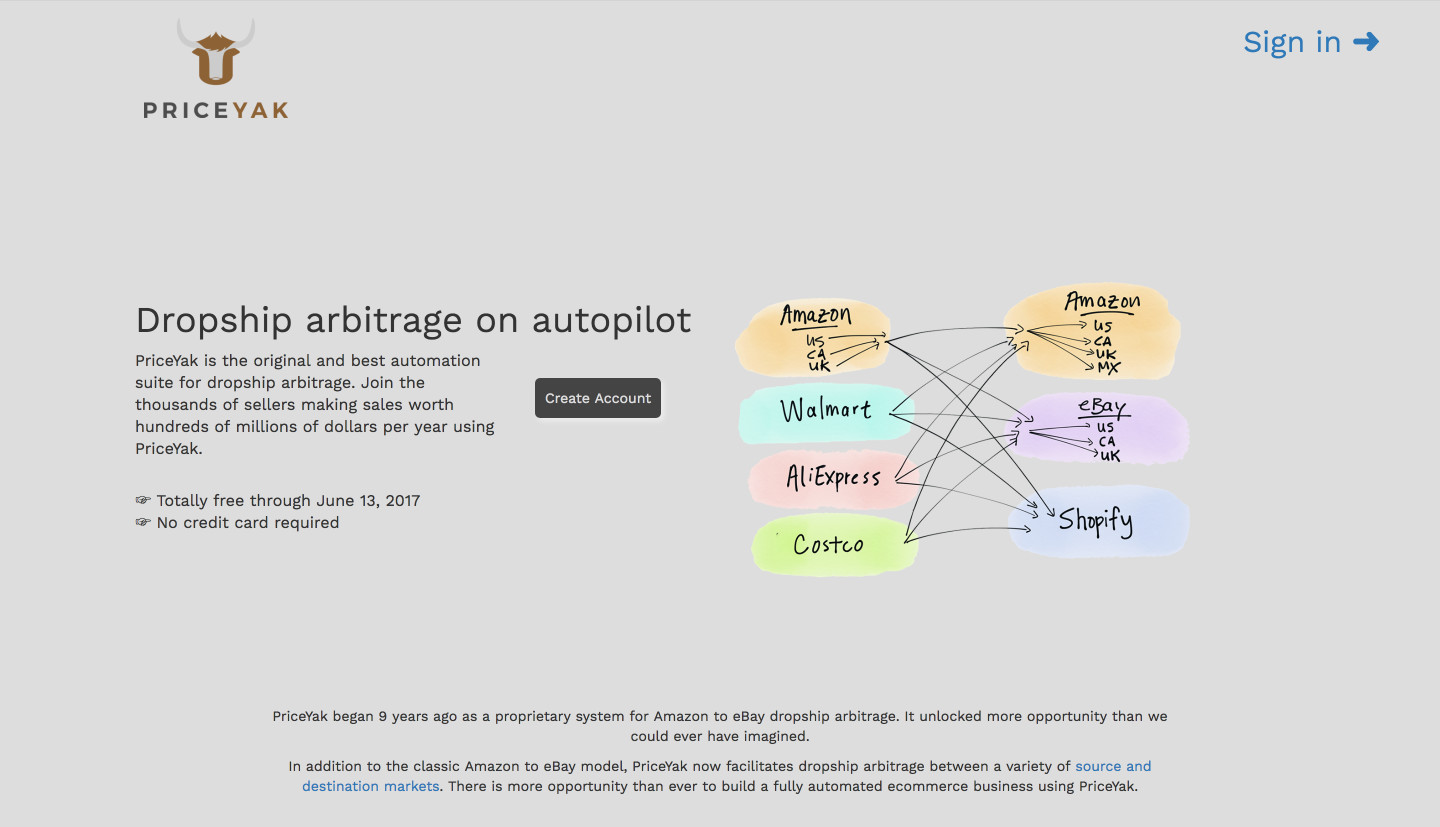 Sign in ➜
PRICEYAK
Dropship arbitrage on autopilot
PriceYak is the original and best automation
suite for dropship arbitrage. Join the
thousands of sellers making sales worth
hundreds of millions of dollars per year using
PriceYak.
Create Account
☞ Totally free through June 13, 2017
☞ No credit card required
Amazon
US
CA
UK
Walmart
AliExpress
Costco
Amazon
US
CA
UK
MX
eBay
US
CA
UK
Shopify
PriceYak began 9 years ago as a proprietary system for Amazon to eBay dropship arbitrage. It unlocked more opportunity than we
could ever have imagined.
In addition to the classic Amazon to eBay model, PriceYak now facilitates dropship arbitrage between a variety of source and
destination markets. There is more opportunity than ever to build a fully automated ecommerce business using PriceYak.